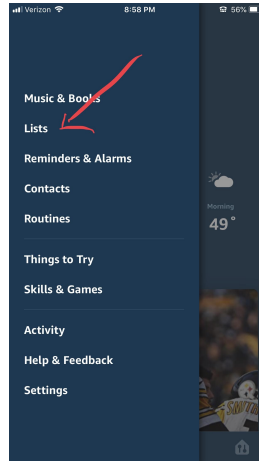 Verizon 8:58 PM 56%
Music & Books
Lists
Reminders & Alarms
Contacts
Morning
Routines
49°
Things to Try
Skills & Games
Activity
SMITH
Help & Feedback
Settings